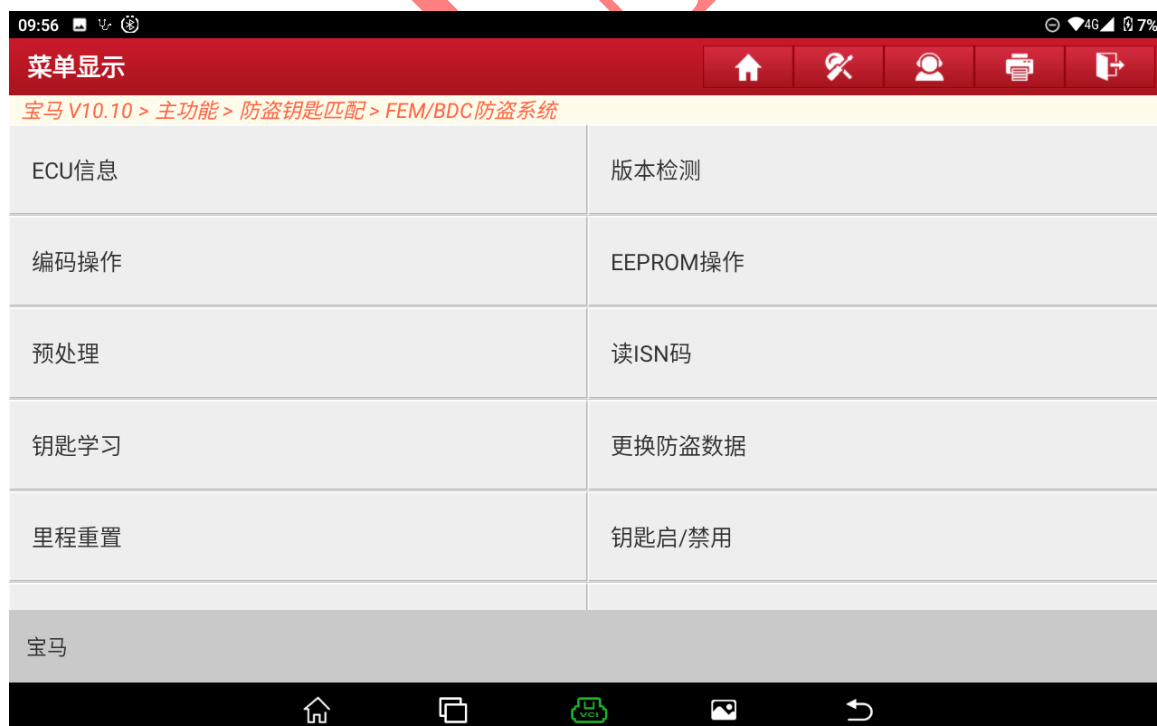 09:56 4G 7%
菜单显示
宝马 V10.10 > 主功能 > 防盗钥匙匹配 > FEM/BDC防盗系统
ECU信息 版本检测
编码操作 EEPROM操作
预处理 读ISN码
钥匙学习 更换防盗数据
里程重置 钥匙启/禁用
宝马
VCI